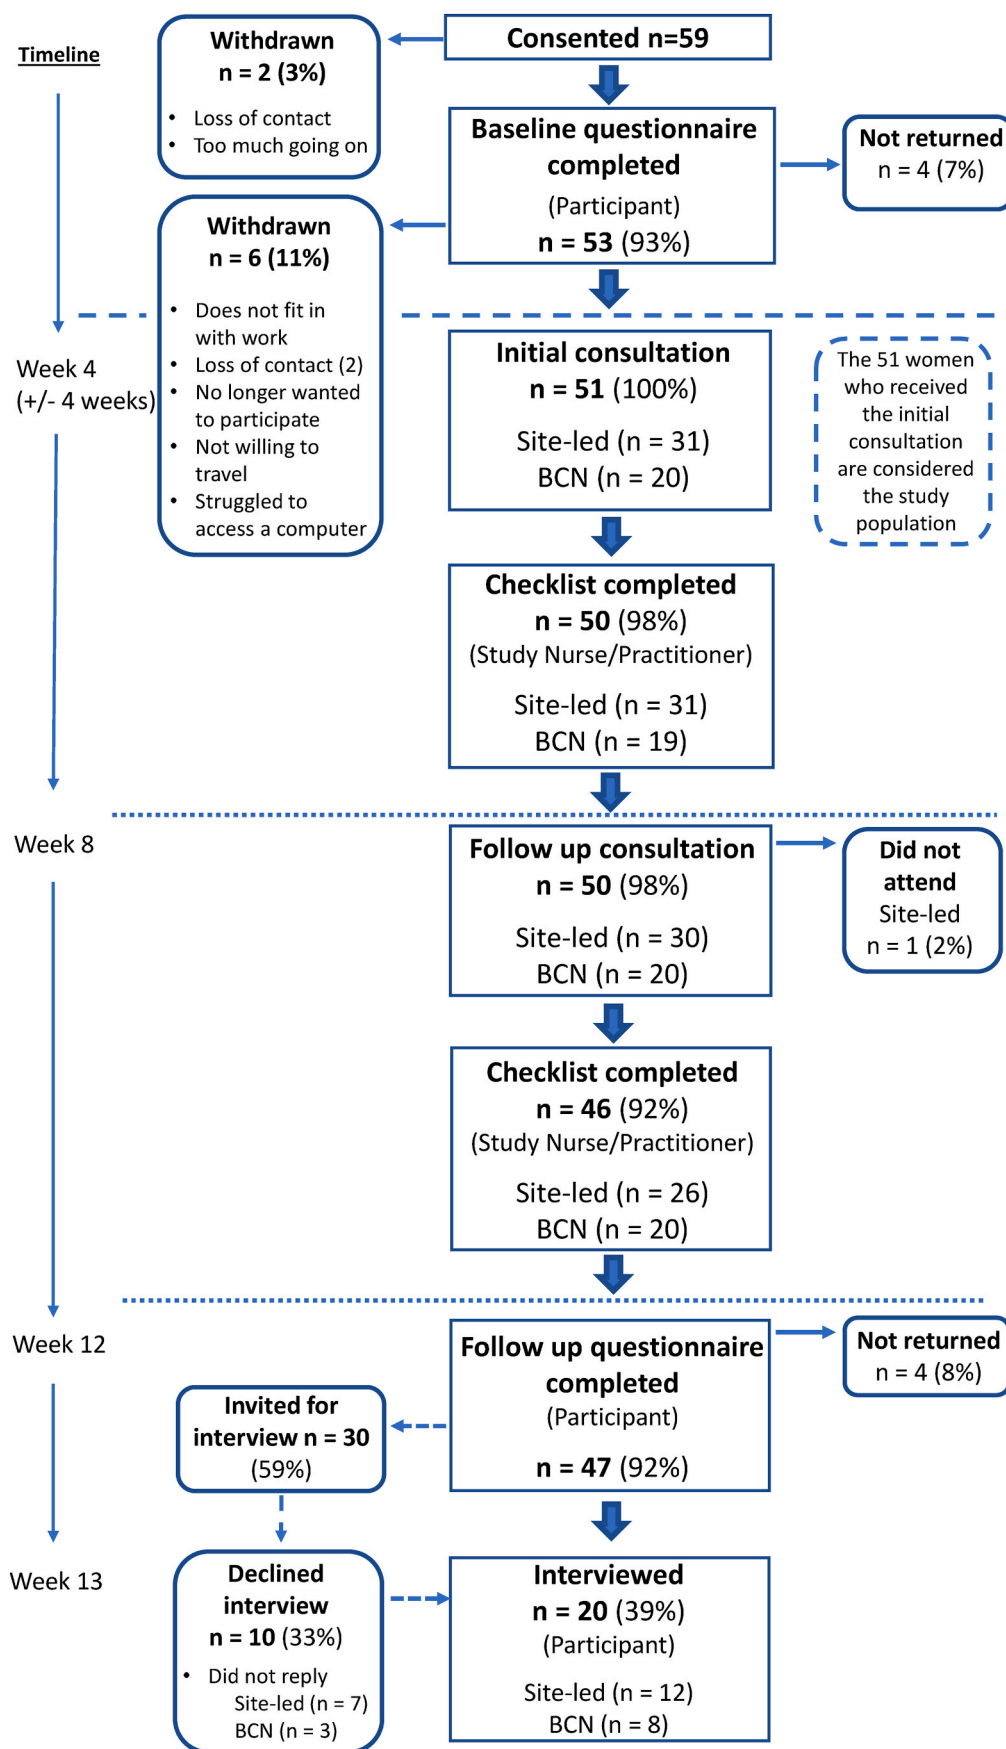 Timeline
Withdrawn
n = 2 (3%)
• Loss of contact
• Too much going on
Consented n=59
Baseline questionnaire
completed
(Participant)
n = 53 (93%)
Not returned
n = 4 (7%)
Withdrawn
n = 6 (11%)
• Does not fit in
with work
• Loss of contact (2)
• No longer wanted
to participate
• Not willing to
travel
• Struggled to
access a computer
Week 4
(+/- 4 weeks)
Initial consultation
n = 51 (100%)
Site-led (n = 31)
BCN (n = 20)
The 51 women
who received
the initial
consultation
are considered
the study
population
Checklist completed
n = 50 (98%)
(Study Nurse/Practitioner)
Site-led (n = 31)
BCN (n = 19)
Week 8
Follow up consultation
n = 50 (98%)
Site-led (n = 30)
BCN (n = 20)
Did not
attend
Site-led
n = 1 (2%)
Checklist completed
n = 46 (92%)
(Study Nurse/Practitioner)
Site-led (n = 26)
BCN (n = 20)
Week 12
Follow up questionnaire
completed
(Participant)
n = 47 (92%)
Not returned
n = 4 (8%)
Invited for
interview n = 30
(59%)
Week 13
Declined
interview
n = 10 (33%)
• Did not reply
Site-led (n = 7)
BCN (n = 3)
Interviewed
n = 20 (39%)
(Participant)
Site-led (n = 12)
BCN (n = 8)